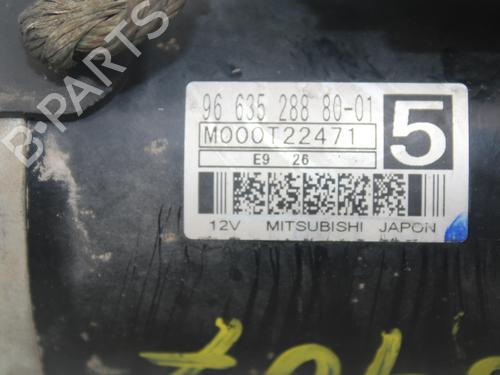 96 635 288 80-01
5
M000T22471
E9 26
12V MITSUBISHI JAPON
B-PARTS